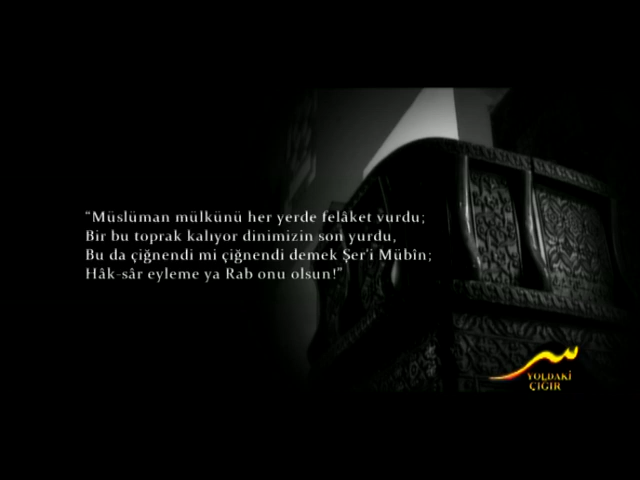 “Müslüman mülkünü her yerde felâket vurdu;
Bir bu toprak kalıyor dinimizin son yurdu,
Bu da çiğnendi mi çiğnendi demek Şer'i Mübîn;
Hâk-sâr eyleme ya Rab onu olsun!”
YOLDAKİ
ÇIĞIR